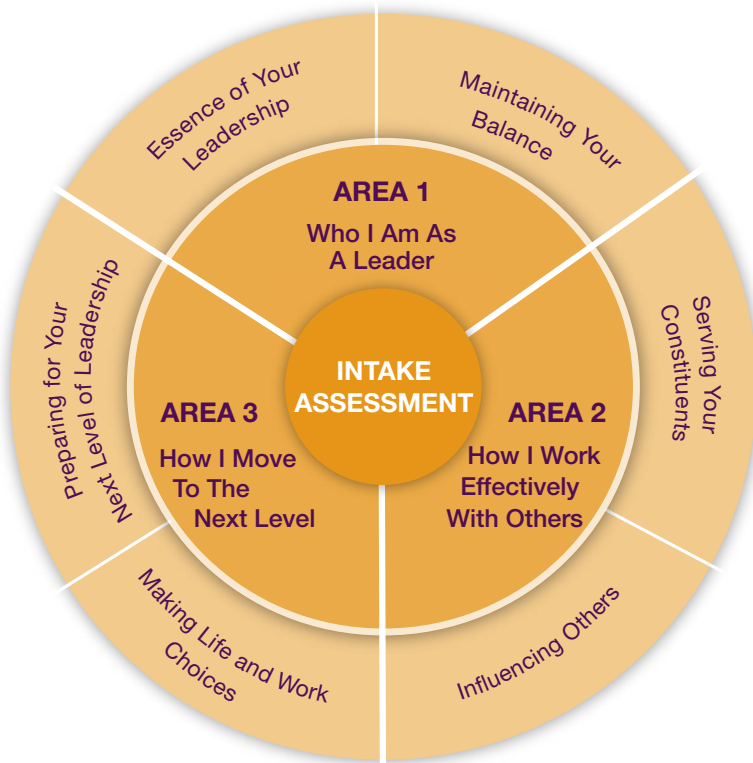 Essence of Your
Leadership
Maintaining Your
Balance
AREA 1
Who I Am As
A Leader
INTAKE
ASSESSMENT
AREA 3
How I Move
To The
Next Level
AREA 2
How I Work
Effectively
With Others
Serving Your
Constituents
Influencing Others
Making Life and Work
Choices
Preparing for Your
Next Level of Leadership